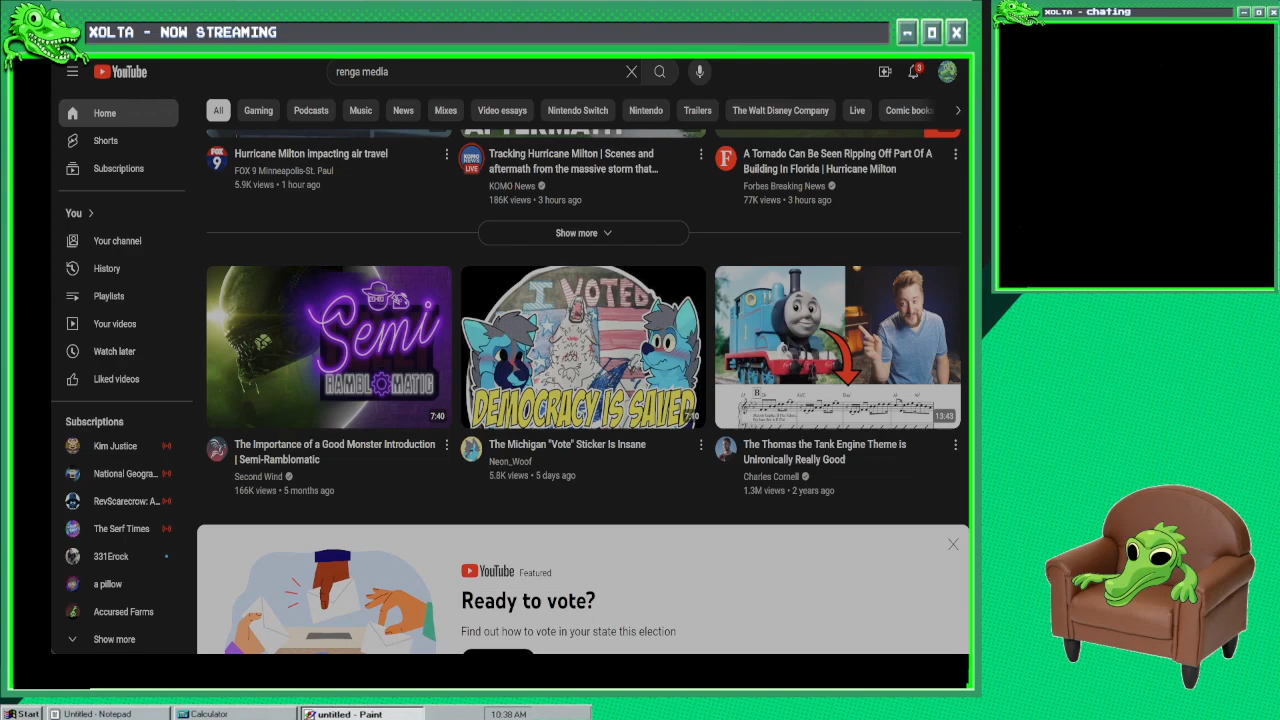 XOLTA - NOW STREAMING
XOLTA - chating
YouTube
renga media
3
Home
Shorts
Subscriptions
You
Your channel
History
Playlists
Your videos
Watch later
Liked videos
Subscriptions
Kim Justice
National Geogra...
RevScarecrow: A...
The Serf Times
331Erock
a pillow
Accursed Farms
Show more
All
Gaming
Podcasts
Music
News
Mixes
Video essays
Nintendo Switch
Nintendo
Trailers
The Walt Disney Company
Live
Comic books
AFTERMATH
FOX 9
Hurricane Milton impacting air travel
FOX 9 Minneapolis-St. Paul
5.9K views • 1 hour ago
KOMO NEWS LIVE
Tracking Hurricane Milton | Scenes and
aftermath from the massive storm that...
KOMO News
186K views • 3 hours ago
F
A Tornado Can Be Seen Ripping Off Part Of A
Building In Florida | Hurricane Milton
Forbes Breaking News
77K views • 3 hours ago
Show more
Semi
RAMBLOMATIC
7:40
The Importance of a Good Monster Introduction
| Semi-Ramblomatic
Second Wind
166K views • 5 months ago
I VOTED
DEMOCRACY IS SAVED
7:10
The Michigan "Vote" Sticker Is Insane
Neon_Woof
5.8K views • 5 days ago
13:43
The Thomas the Tank Engine Theme is
Unironically Really Good
Charles Cornell
1.3M views • 2 years ago
YouTube Featured
Ready to vote?
Find out how to vote in your state this election
Start
Untitled - Notepad
Calculator
untitled - Paint
10:38 AM